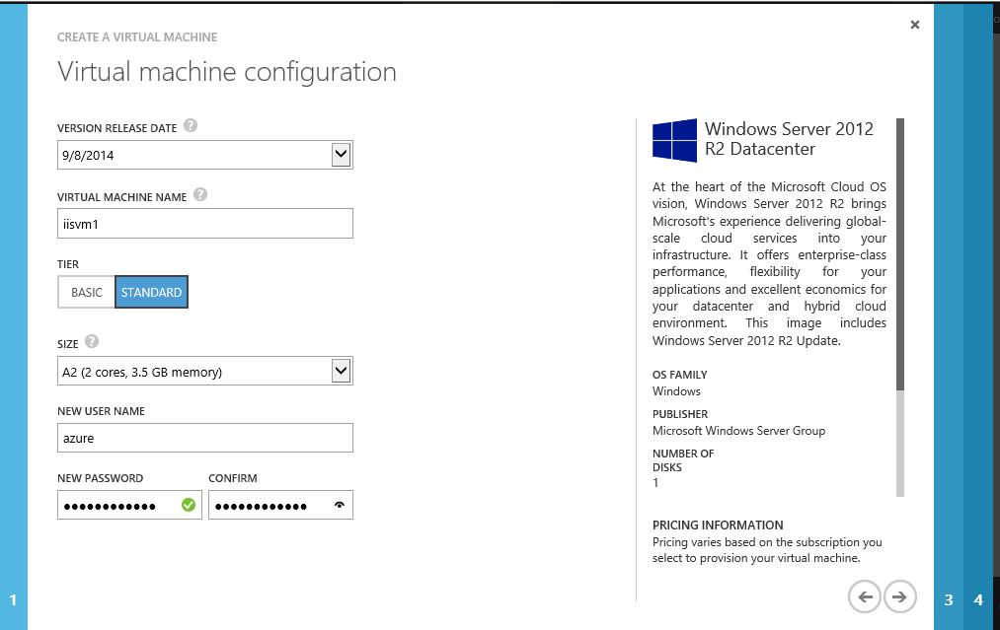 CREATE A VIRTUAL MACHINE
Virtual machine configuration
VERSION RELEASE DATE ?
9/8/2014
VIRTUAL MACHINE NAME ?
iisvm1
TIER
BASIC STANDARD
SIZE ?
A2 (2 cores, 3.5 GB memory)
NEW USER NAME
azure
NEW PASSWORD CONFIRM
●●●●●●●●●●●● ●●●●●●●●●●●●
Windows Server 2012
R2 Datacenter
At the heart of the Microsoft Cloud OS
vision, Windows Server 2012 R2 brings
Microsoft's experience delivering global-
scale cloud services into your
infrastructure. It offers enterprise-class
performance, flexibility for your
applications and excellent economics for
your datacenter and hybrid cloud
environment. This image includes
Windows Server 2012 R2 Update.
OS FAMILY
Windows
PUBLISHER
Microsoft Windows Server Group
NUMBER OF
DISKS
1
PRICING INFORMATION
Pricing varies based on the subscription you
select to provision your virtual machine.
1
3 4